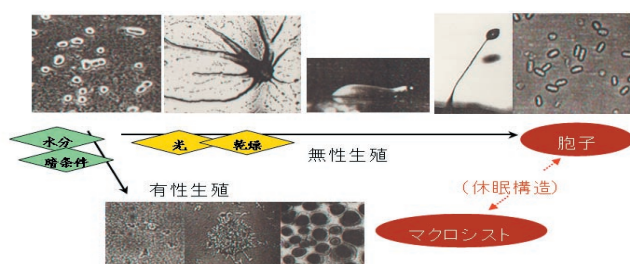 水分
暗条件
光
乾燥
無性生殖
胞子
有性生殖
(休眠構造)
マクロシスト